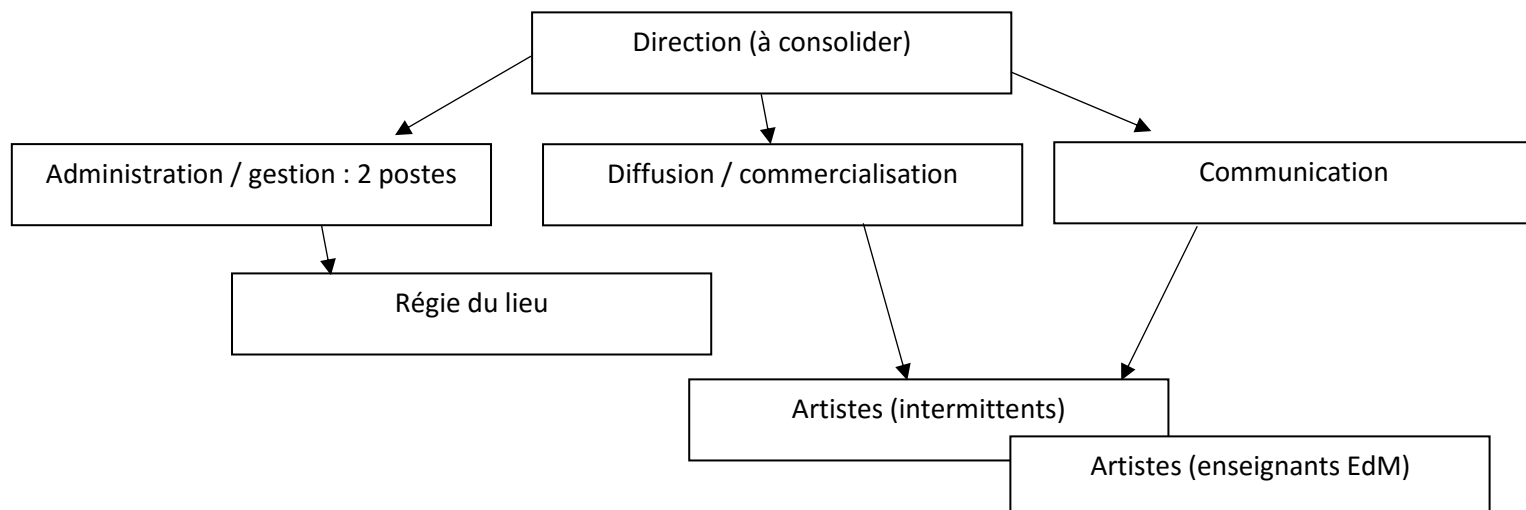 Direction (à consolider)
Administration / gestion : 2 postes
Diffusion / commercialisation
Communication
Régie du lieu
Artistes (intermittents)
Artistes (enseignants EdM)